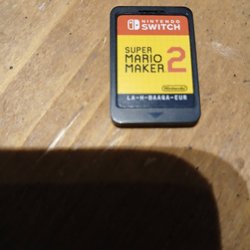 NINTENDO
SWITCH
SUPER
MARIO
MAKER 2
Nintendo
LA-H-BAAQA-EUR